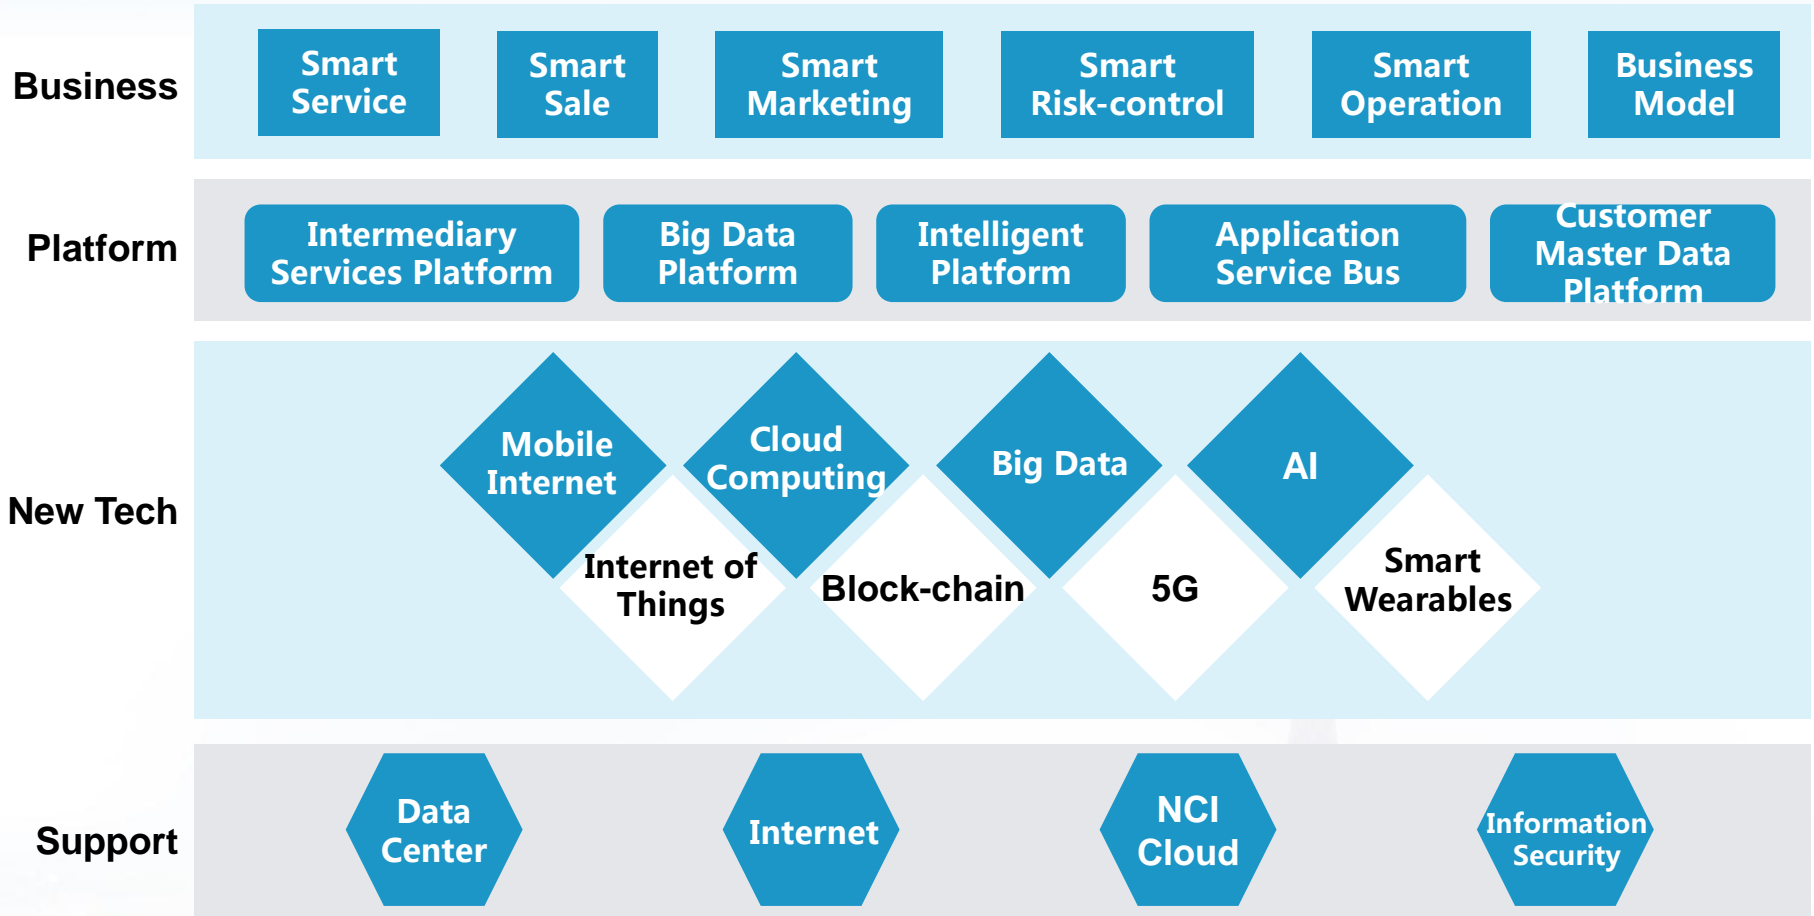 Business
Smart
Service
Smart
Sale
Smart
Marketing
Smart
Risk-control
Smart
Operation
Business
Model
Platform
Intermediary
Services Platform
Big Data
Platform
Intelligent
Platform
Application
Service Bus
Customer
Master Data
Platform
New Tech
Mobile
Internet
Cloud
Computing
Big Data
AI
Internet of
Things
Block-chain
5G
Smart
Wearables
Support
Data
Center
Internet
NCI
Cloud
Information
Security